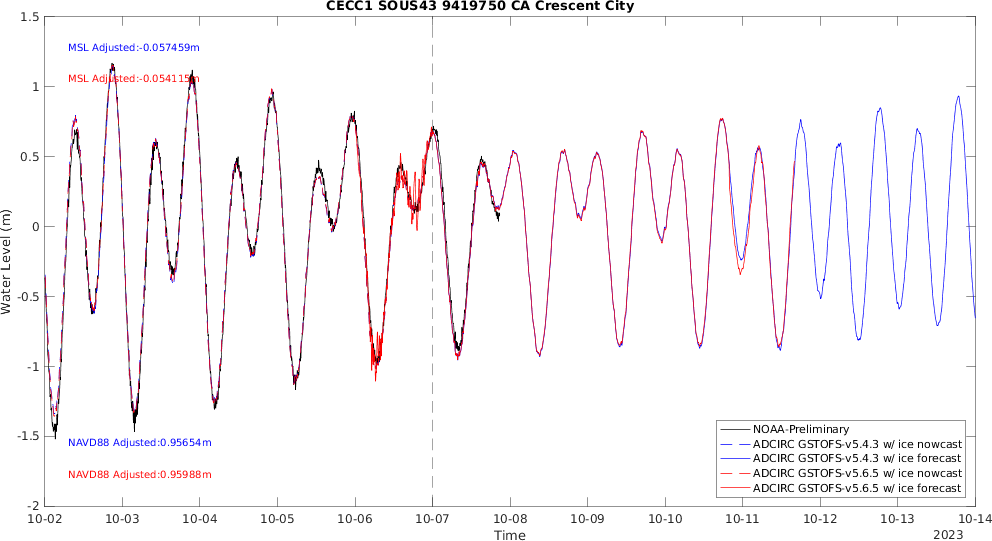 CECC1 SOUS43 9419750 CA Crescent City
1.5
1
0.5
0
-0.5
-1
-1.5
-2
Water Level (m)
MSL Adjusted:-0.057459m
MSL Adjusted:-0.054115m
NAVD88 Adjusted:0.95654m
NAVD88 Adjusted:0.95988m
NOAA-Preliminary
ADCIRC GSTOFS-v5.4.3 w/ ice nowcast
ADCIRC GSTOFS-v5.4.3 w/ ice forecast
ADCIRC GSTOFS-v5.6.5 w/ ice nowcast
ADCIRC GSTOFS-v5.6.5 w/ ice forecast
10-02 10-03 10-04 10-05 10-06 10-07 10-08 10-09 10-10 10-11 10-12 10-13 10-14
Time
2023